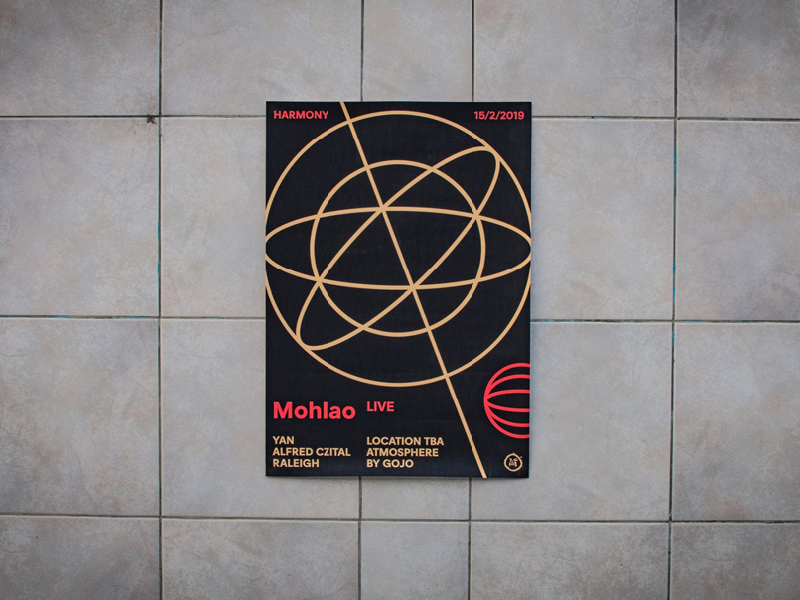 HARMONY
15/2/2019
Mohlao LIVE
YAN
ALFRED CZITAL
RALEIGH
LOCATION TBA
ATMOSPHERE
BY GOJO